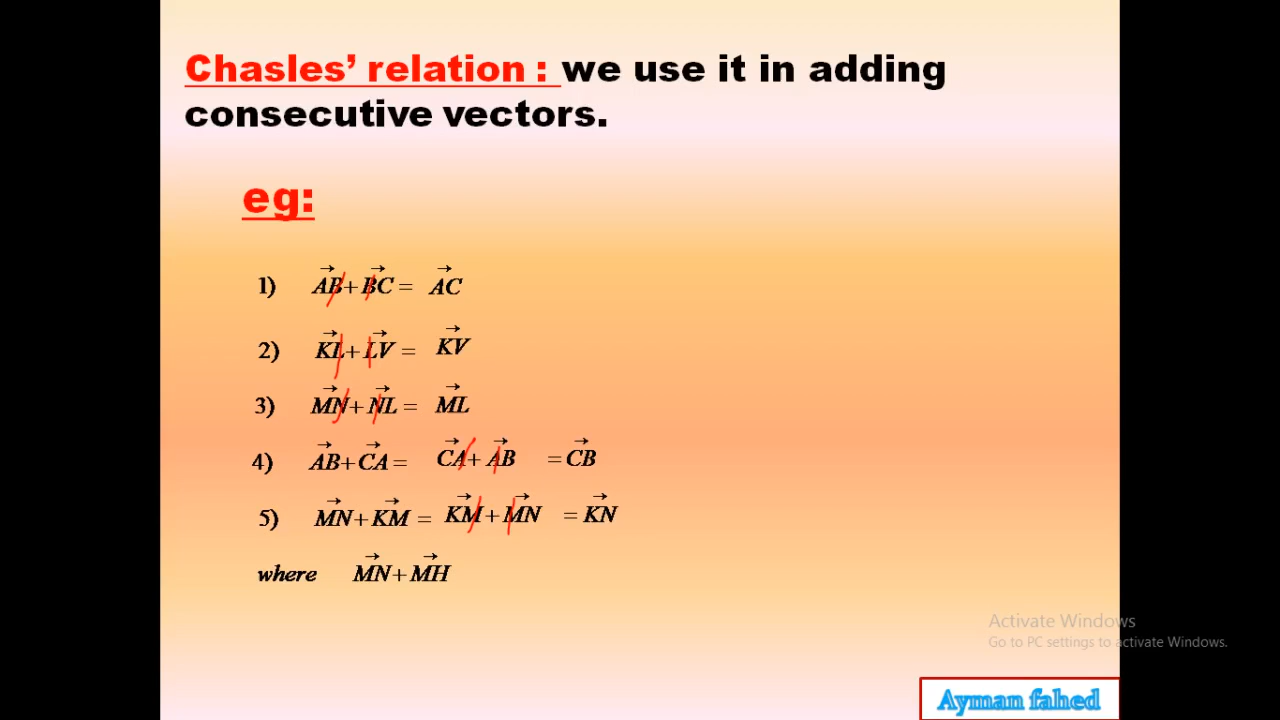 Chasles’ relation : we use it in adding
consecutive vectors.
eg:
1) AB + BC = AC
2) KL + LV = KV
3) MN + NL = ML
4) AB + CA = CA + AB = CB
5) MN + KM = KM + MN = KN
where MN + MH
Activate Windows
Go to PC settings to activate Windows.
Ayman fahed